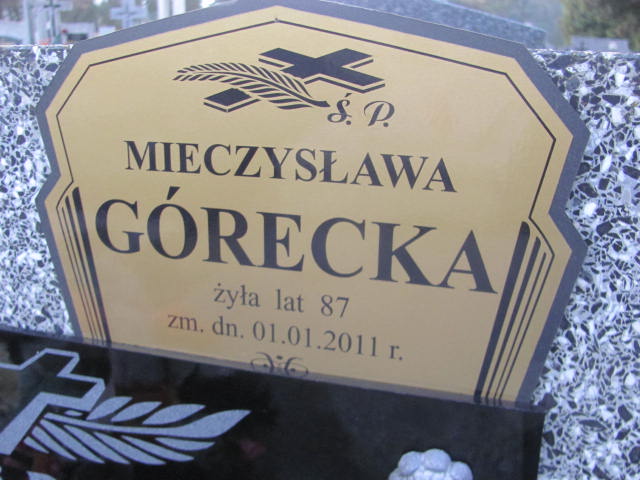 Ś. P.
MIECZYSŁAWA
GÓRECKA
żyła lat 87
zm. dn. 01.01.2011 r.